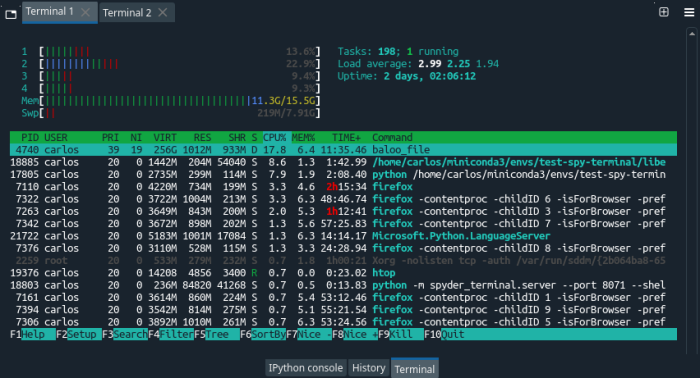 Terminal 1 Terminal 2
1 [||||||||| 13.6%] Tasks: 198; 1 running
2 [||||||||||||||| 22.9%] Load average: 2.99 2.25 1.94
3 [|||||| 9.4%] Uptime: 2 days, 02:06:12
4 [|||||| 9.3%]
Mem[||||||||||||||||||||||||||||||||||||||||||11.3G/15.5G]
Swp[|| 219M/7.91G]
PID USER PRI NI VIRT RES SHR S CPU% MEM% TIME+ Command
4740 carlos 39 19 256G 1012M 933M D 17.8 6.4 11:35.46 baloo_file
18885 carlos 20 0 1442M 204M 54040 S 8.6 1.3 1:42.99 /home/carlos/miniconda3/envs/test-spy-terminal/libe
17805 carlos 20 0 2735M 299M 114M S 7.9 1.9 2:08.40 python /home/carlos/miniconda3/envs/test-spy-termin
7110 carlos 20 0 4220M 734M 199M S 3.3 4.6 2h15:34 firefox
7322 carlos 20 0 3722M 1004M 213M S 3.3 6.3 48:46.74 firefox -contentproc -childID 6 -isForBrowser -pref
7263 carlos 20 0 3649M 843M 200M S 2.0 5.3 1h12:41 firefox -contentproc -childID 3 -isForBrowser -pref
7342 carlos 20 0 3672M 898M 202M S 1.3 5.6 57:25.83 firefox -contentproc -childID 7 -isForBrowser -pref
21722 carlos 20 0 5183M 1001M 17084 S 1.3 6.3 14:14.17 Microsoft.Python.LanguageServer
7376 carlos 20 0 3110M 528M 115M S 1.3 3.3 24:28.94 firefox -contentproc -childID 8 -isForBrowser -pref
2259 root 20 0 533M 279M 232M S 0.7 1.8 1h00:21 Xorg -nolisten tcp -auth /var/run/sddm/{2b064ba8-65
19376 carlos 20 0 14208 4856 3400 R 0.7 0.0 0:23.02 htop
18803 carlos 20 0 236M 84820 41268 S 0.7 0.5 0:13.83 python -m spyder_terminal.server --port 8071 --shel
7161 carlos 20 0 3614M 860M 224M S 0.7 5.4 53:12.46 firefox -contentproc -childID 1 -isForBrowser -pref
7394 carlos 20 0 3542M 814M 275M S 0.7 5.1 55:21.54 firefox -contentproc -childID 9 -isForBrowser -pref
7306 carlos 20 0 3892M 1010M 261M S 0.7 6.3 53:24.56 firefox -contentproc -childID 5 -isForBrowser -pref
F1Help F2Setup F3SearchF4FilterF5Tree F6SortByF7Nice -F8Nice +F9Kill F10Quit
IPython console History Terminal